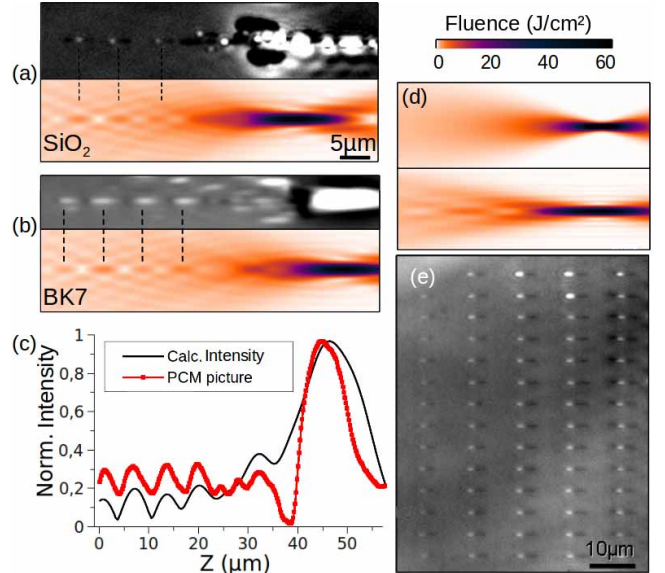 Fluence (J/cm²)
0 20 40 60
(a)
SiO₂
5µm
(b)
BK7
(c)
Calc. Intensity
PCM picture
Norm. Intensity
1
0,8
0,6
0,4
0,2
0
0 10 20 30 40 50
Z (µm)
(d)
(e)
10µm